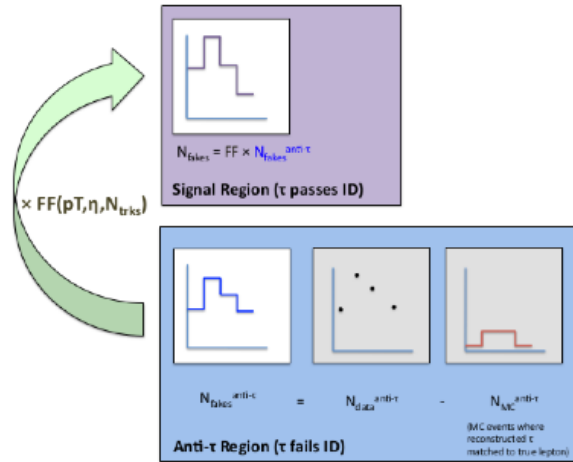 N_fakes = FF × N_fakes^anti-τ
Signal Region (τ passes ID)
× FF(pT,η,N_trks)
N_fakes^anti-τ = N_data^anti-τ - N_MC^anti-τ
(MC events where
reconstructed τ
matched to true lepton)
Anti-τ Region (τ fails ID)